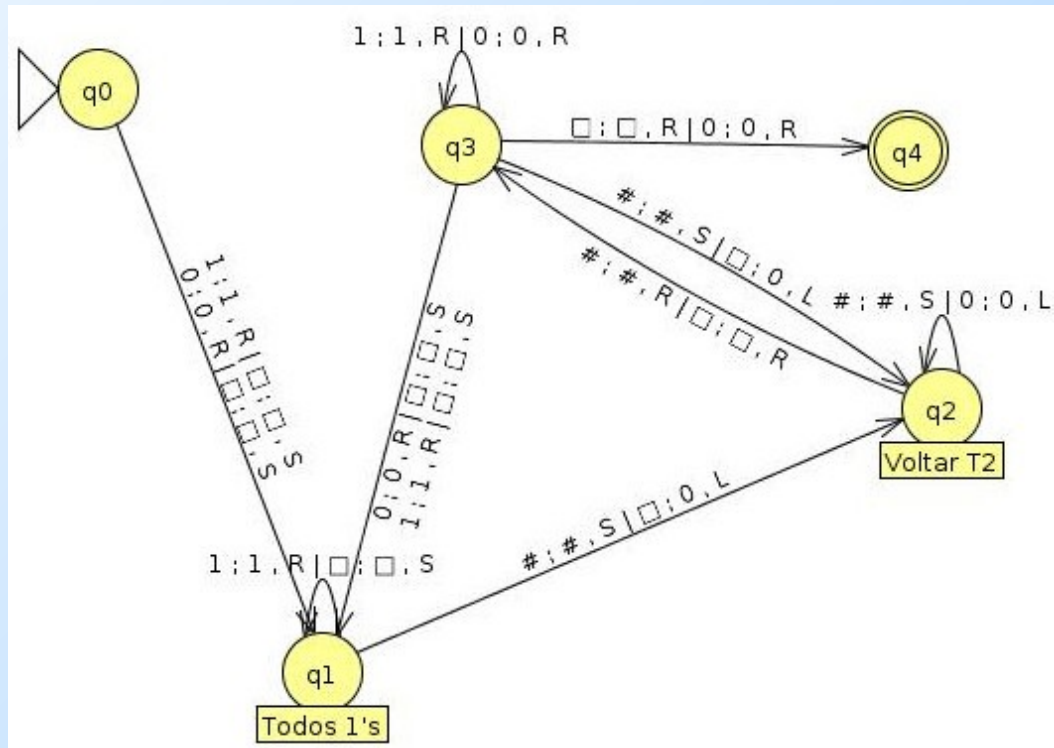 1 ; 1 , R | 0 ; 0 , R
q0
q3
□ ; □ , R | 0 ; 0 , R
q4
# ; # , S | □ ; 0 , L
# ; # , R | □ ; □ , R
# ; # , S | 0 ; 0 , L
1 ; 1 , R | □ ; □ , S
0 ; 0 , R | □ ; □ , S
0 ; 0 , R | □ ; □ , S
1 ; 1 , R | □ ; □ , S
q2
Voltar T2
# ; # , S | □ ; 0 , L
1 ; 1 , R | □ ; □ , S
q1
Todos 1's